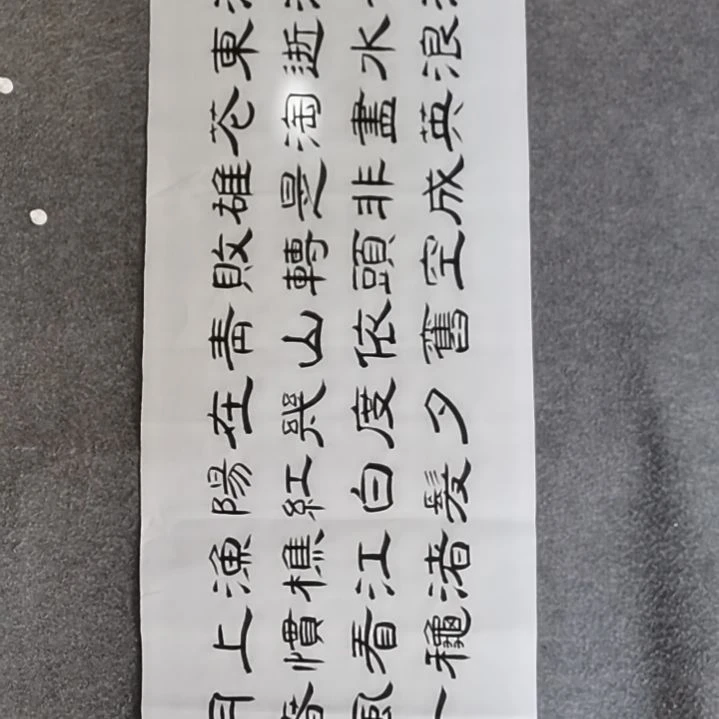 東逝水浪
花淘盡英
雄是非成
敗轉頭空
青山依舊
在幾度夕
陽紅白髮
漁樵江渚
上慣看穐
月春風一